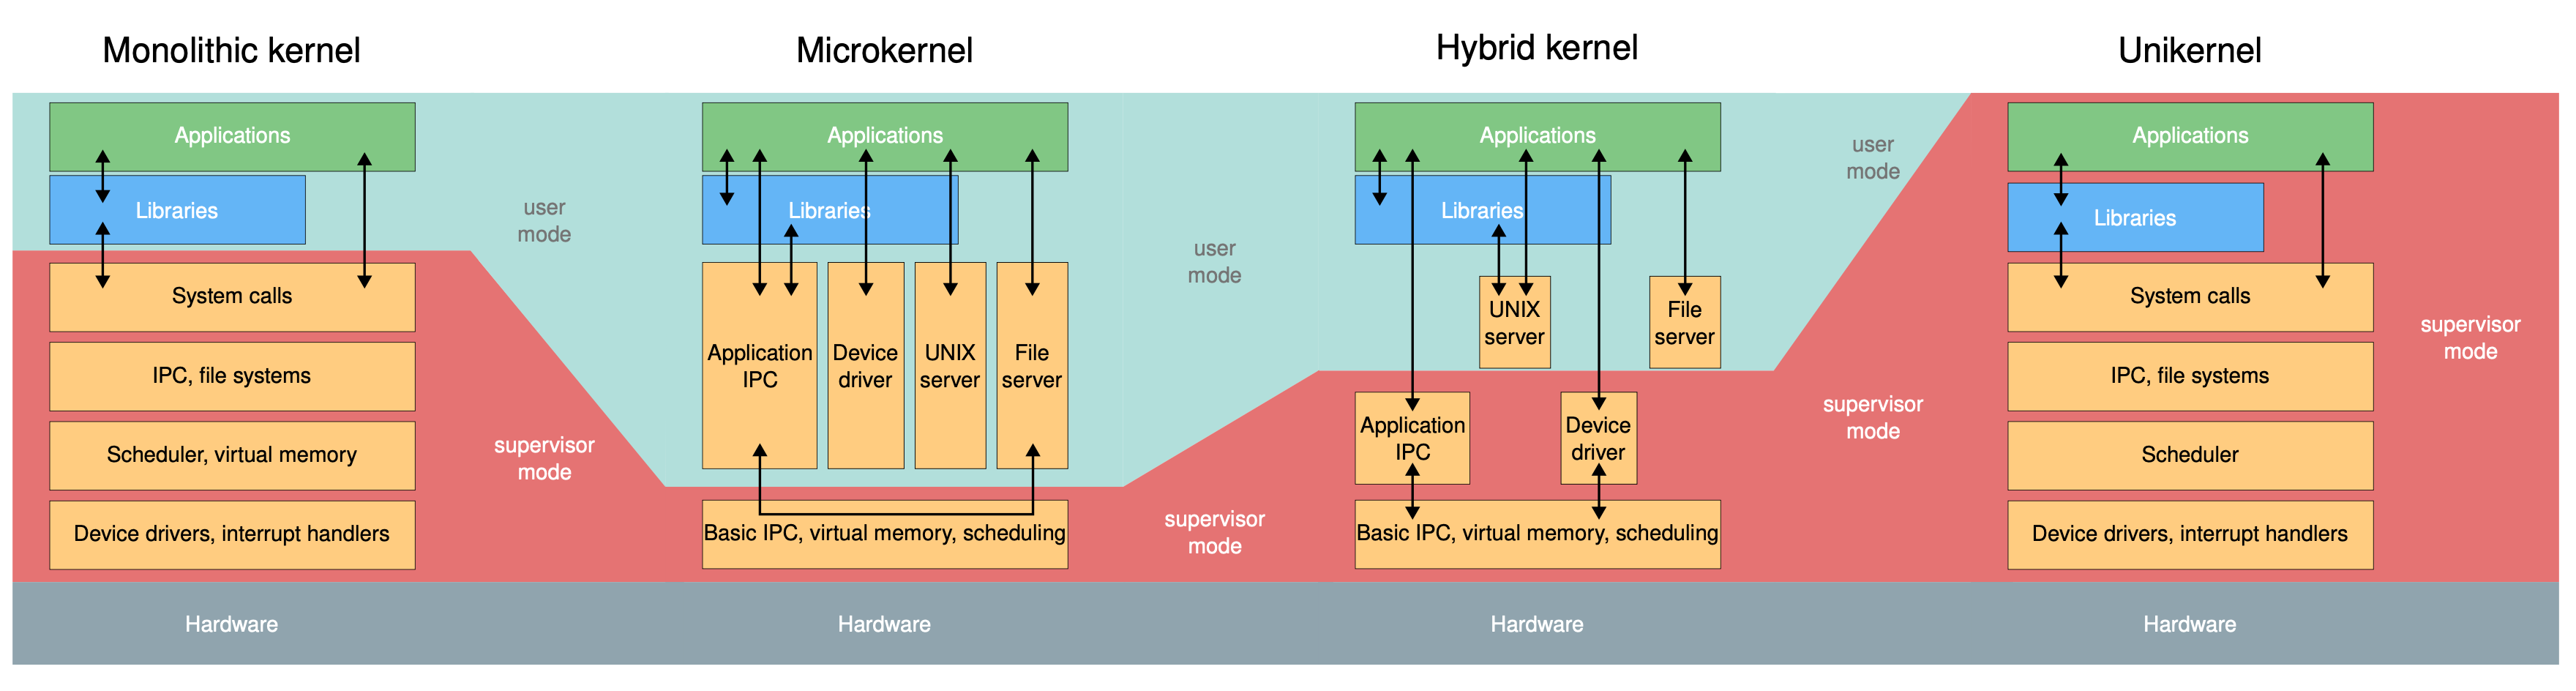 Monolithic kernel
Applications
Libraries
System calls
IPC, file systems
Scheduler, virtual memory
Device drivers, interrupt handlers
Hardware
user
mode
supervisor
mode
Microkernel
Applications
Libraries
Application
IPC
Device
driver
UNIX
server
File
server
Basic IPC, virtual memory, scheduling
Hardware
user
mode
supervisor
mode
Hybrid kernel
Applications
Libraries
UNIX
server
File
server
Application
IPC
Device
driver
Basic IPC, virtual memory, scheduling
Hardware
user
mode
supervisor
mode
Unikernel
Applications
Libraries
System calls
IPC, file systems
Scheduler
Device drivers, interrupt handlers
Hardware
supervisor
mode